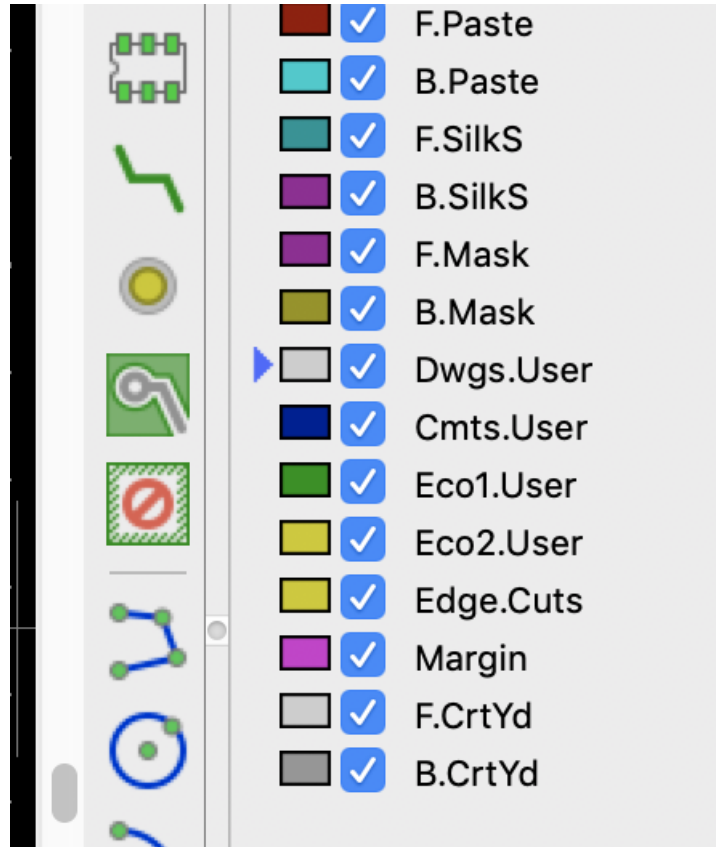 F.Paste
B.Paste
F.SilkS
B.SilkS
F.Mask
B.Mask
Dwgs.User
Cmts.User
Eco1.User
Eco2.User
Edge.Cuts
Margin
F.CrtYd
B.CrtYd